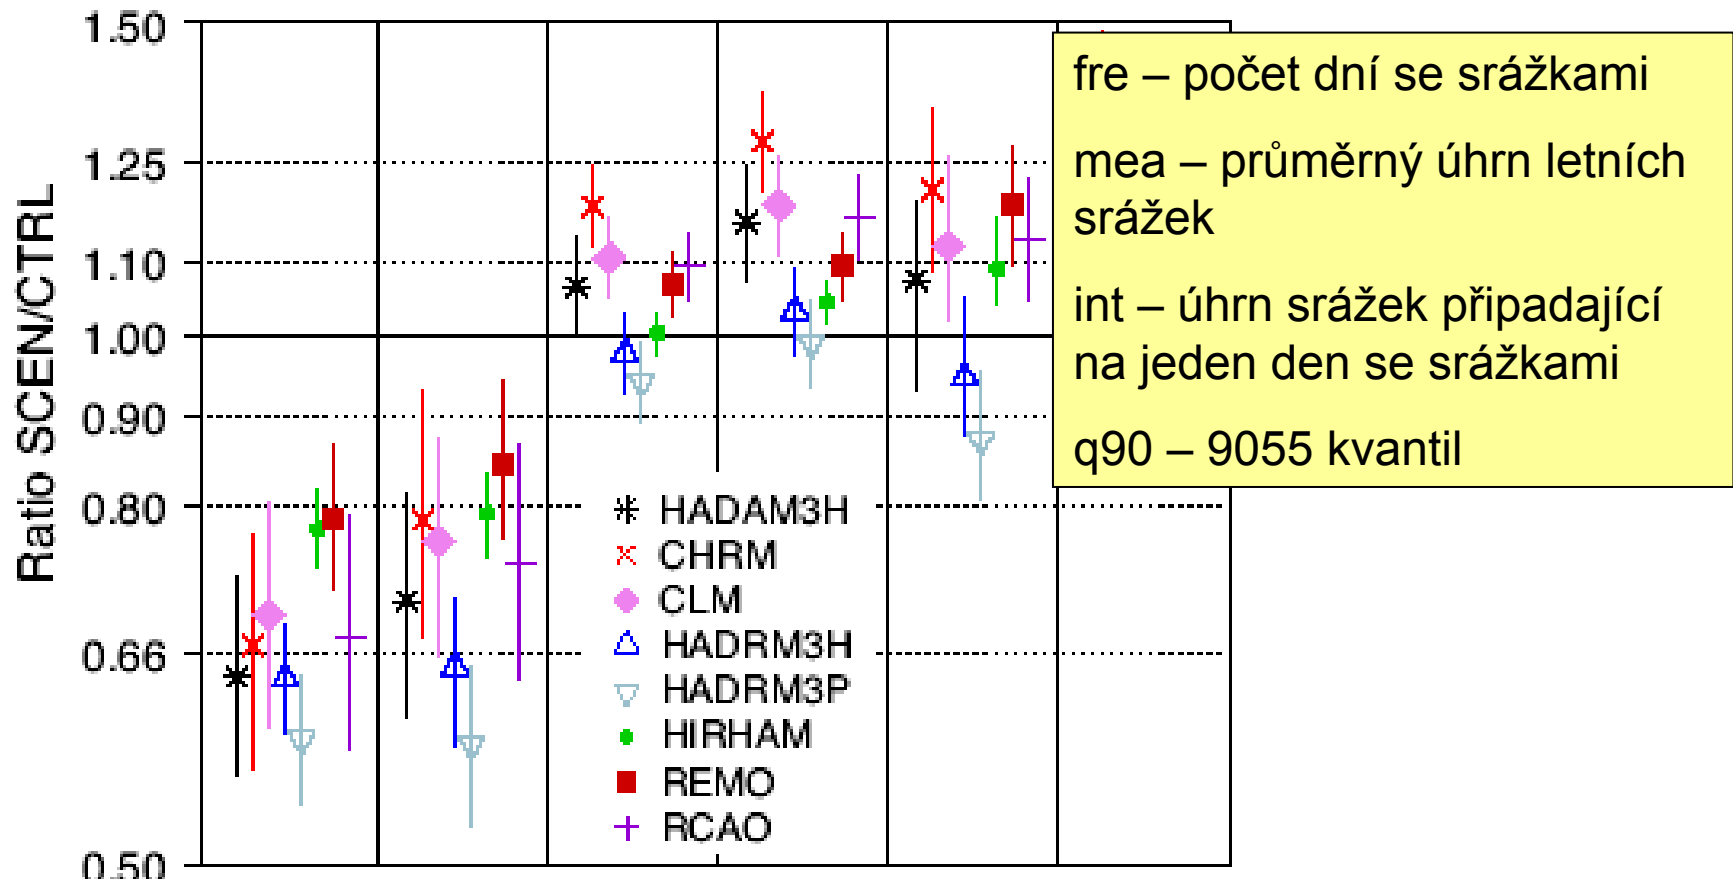 1.50
1.25
1.10
1.00
0.90
0.80
0.66
0.50
Ratio SCEN/CTRL
HADAM3H
CHRM
CLM
HADRM3H
HADRM3P
HIRHAM
REMO
RCAO
fre – počet dní se srážkami
mea – průměrný úhrn letních
srážek
int – úhrn srážek připadající
na jeden den se srážkami
q90 – 9055 kvantil